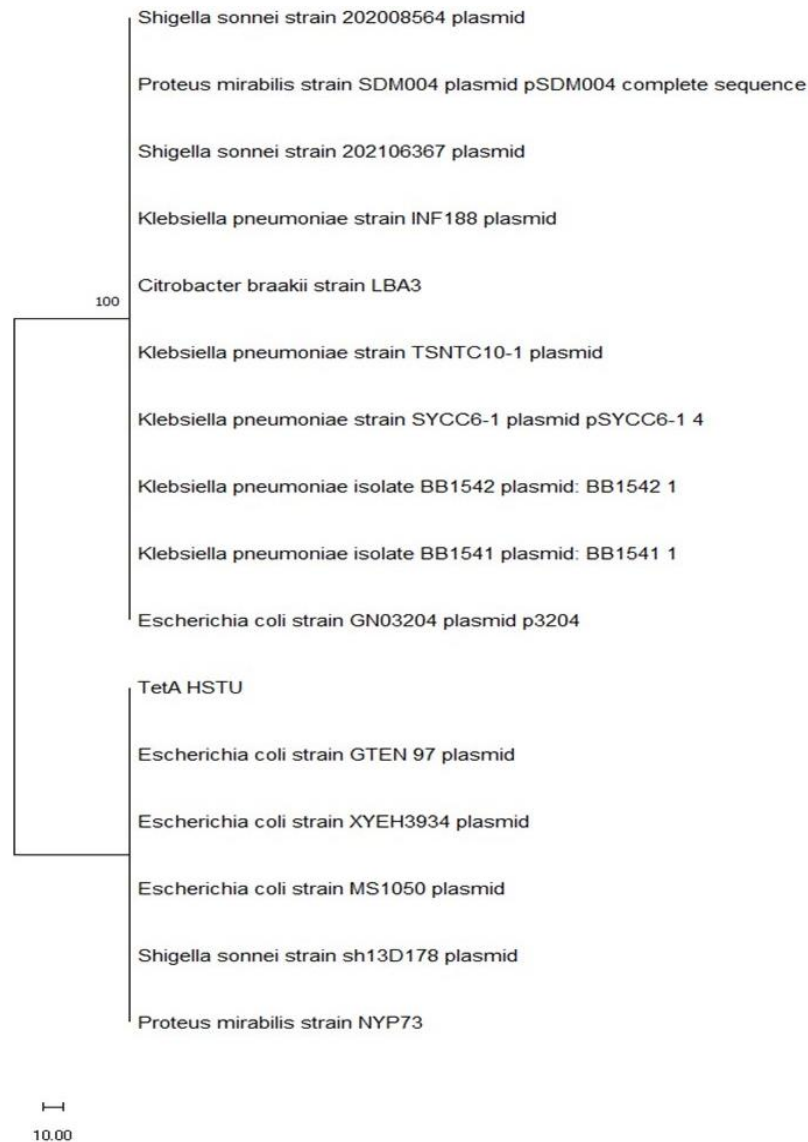 Shigella sonnei strain 202008564 plasmid
Proteus mirabilis strain SDM004 plasmid pSDM004 complete sequence
Shigella sonnei strain 202106367 plasmid
Klebsiella pneumoniae strain INF188 plasmid
Citrobacter braakii strain LBA3
100
Klebsiella pneumoniae strain TSNTC10-1 plasmid
Klebsiella pneumoniae strain SYCC6-1 plasmid pSYCC6-1 4
Klebsiella pneumoniae isolate BB1542 plasmid: BB1542 1
Klebsiella pneumoniae isolate BB1541 plasmid: BB1541 1
Escherichia coli strain GN03204 plasmid p3204
TetA HSTU
Escherichia coli strain GTEN 97 plasmid
Escherichia coli strain XYEH3934 plasmid
Escherichia coli strain MS1050 plasmid
Shigella sonnei strain sh13D178 plasmid
Proteus mirabilis strain NYP73
10.00